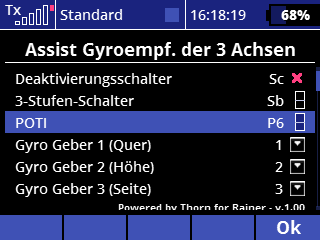 Tx Standard 16:18:19 68%
Assist Gyroempf. der 3 Achsen
Deaktivierungsschalter Sc
3-Stufen-Schalter Sb
POTI P6
Gyro Geber 1 (Quer) 1
Gyro Geber 2 (Höhe) 2
Gyro Geber 3 (Seite) 3
Powered by Thorn for Rainer - v.1.00
Ok